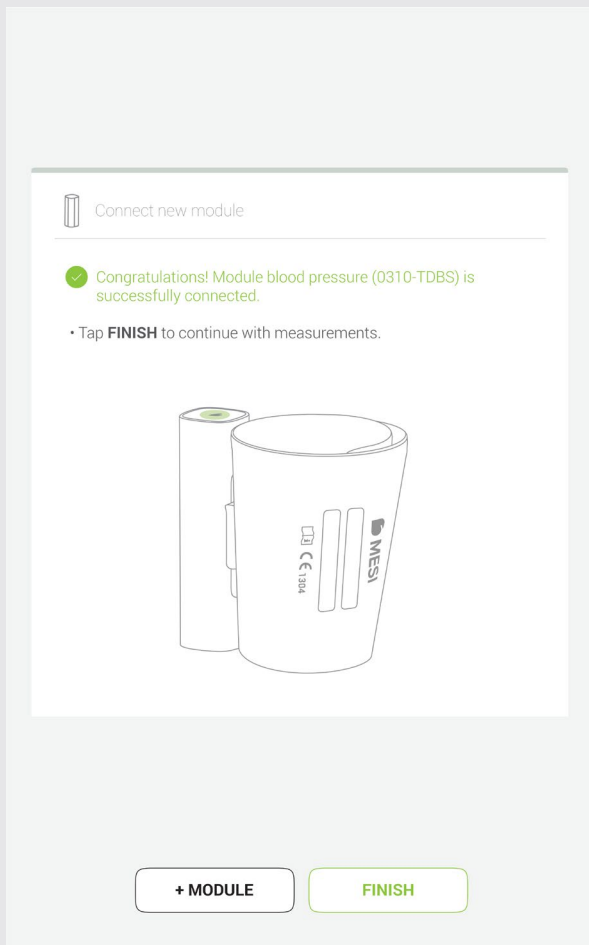 Connect new module
Congratulations! Module blood pressure (0310-TDBS) is
successfully connected.
• Tap FINISH to continue with measurements.
MESI
CE 1304
+ MODULE
FINISH